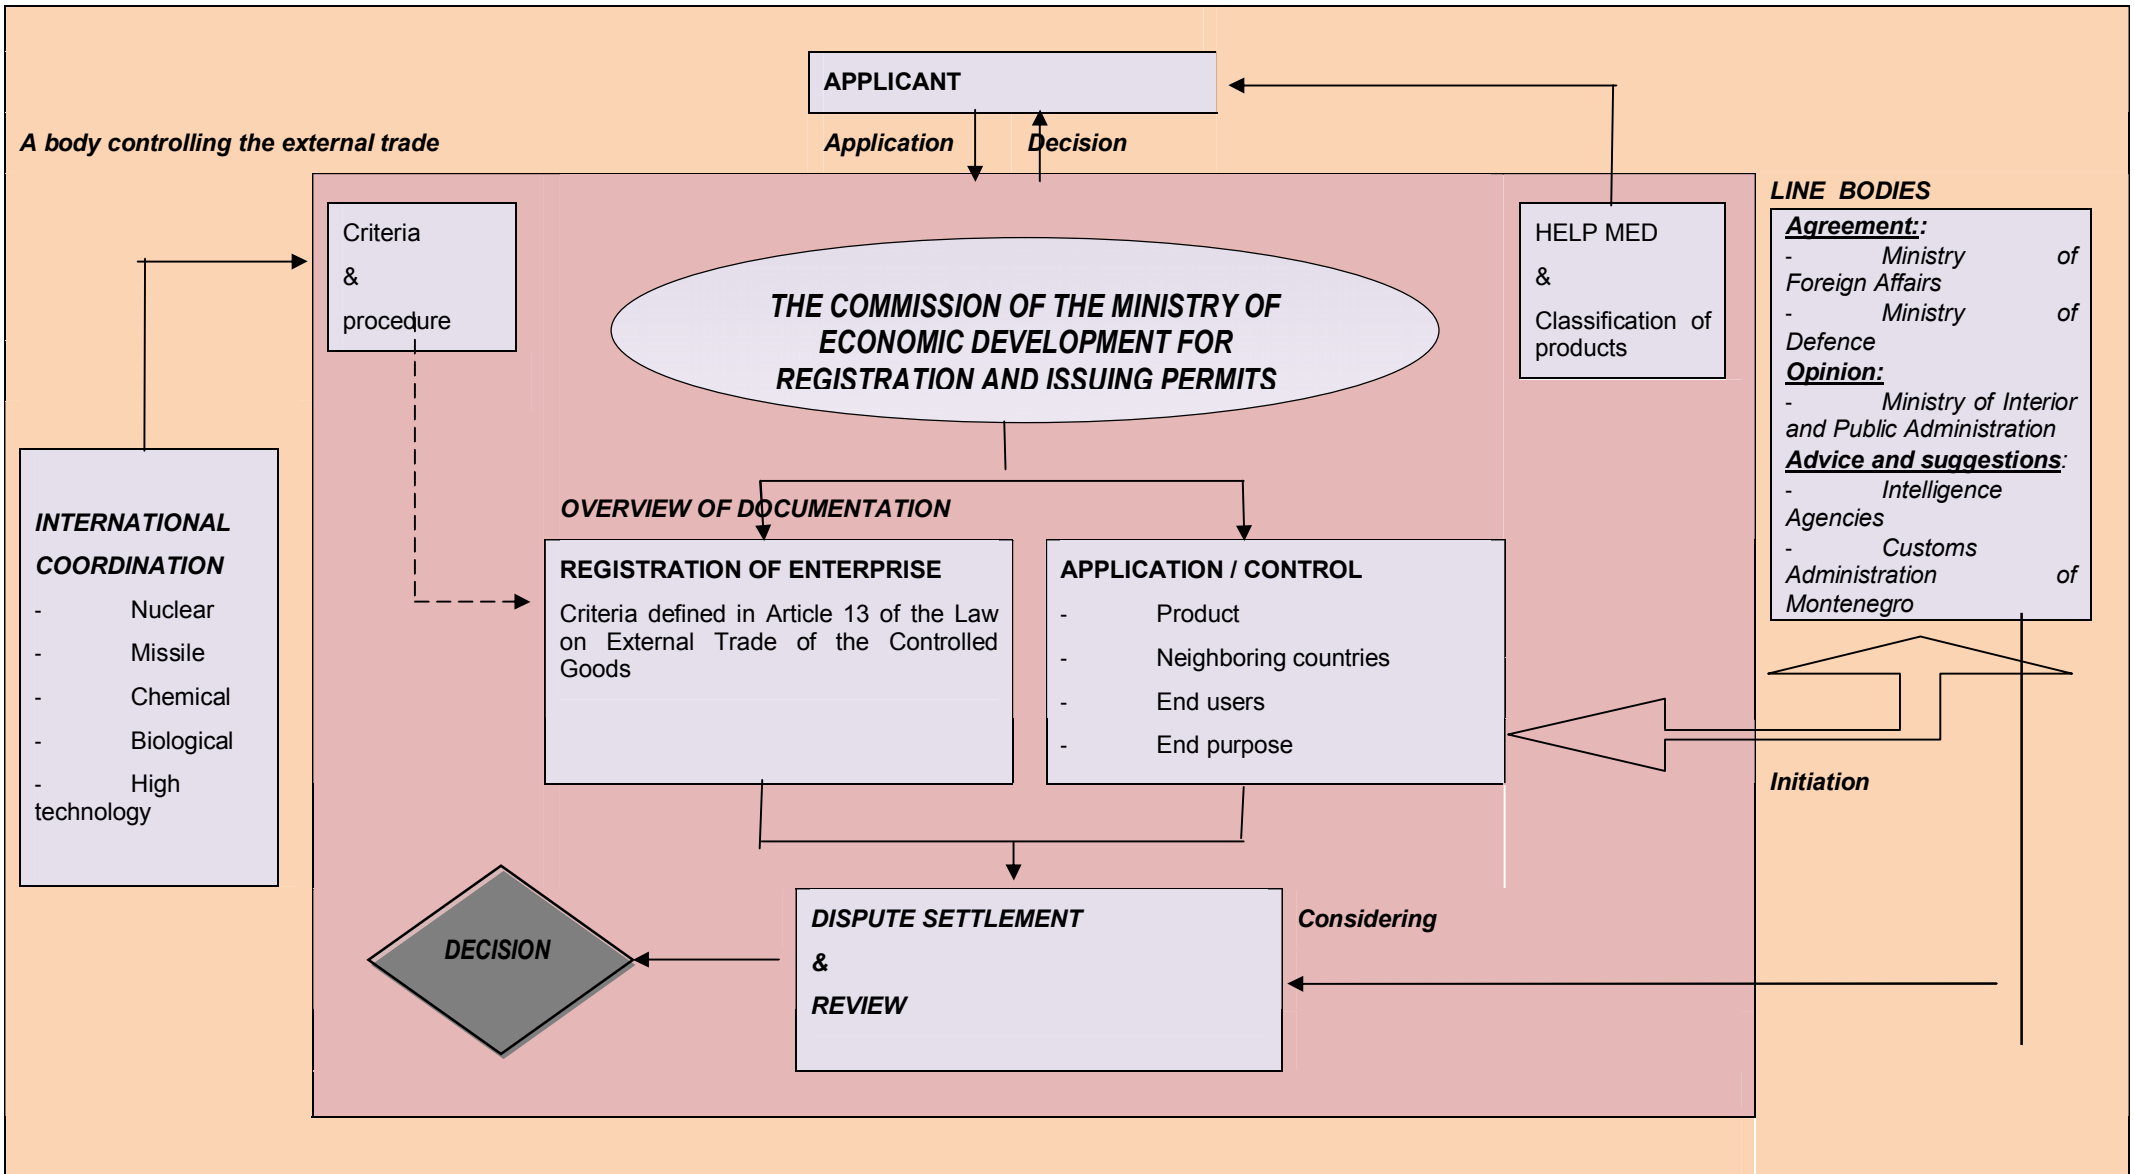 APPLICANT
A body controlling the external trade
Application
Decision
LINE BODIES
Criteria
&
procedure
HELP MED
&
Classification of
products
THE COMMISSION OF THE MINISTRY OF
ECONOMIC DEVELOPMENT FOR
REGISTRATION AND ISSUING PERMITS
Agreement::
- Ministry of
Foreign Affairs
- Ministry of
Defence
Opinion:
- Ministry of Interior
and Public Administration
Advice and suggestions:
- Intelligence
Agencies
- Customs
Administration of
Montenegro
INTERNATIONAL
COORDINATION
- Nuclear
- Missile
- Chemical
- Biological
- High
technology
OVERVIEW OF DOCUMENTATION
REGISTRATION OF ENTERPRISE
Criteria defined in Article 13 of the Law
on External Trade of the Controlled
Goods
APPLICATION / CONTROL
- Product
- Neighboring countries
- End users
- End purpose
Initiation
DECISION
DISPUTE SETTLEMENT
&
REVIEW
Considering